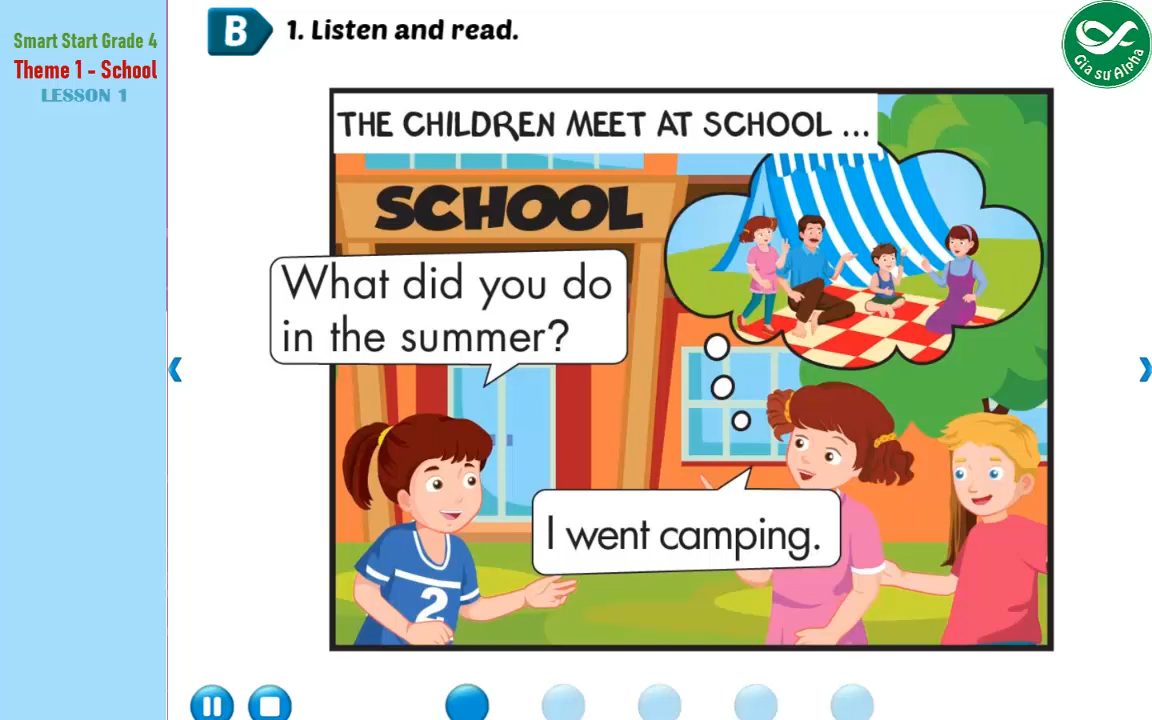 Smart Start Grade 4
Theme 1 - School
LESSON 1
B 1. Listen and read.
Gia sư Alpha
THE CHILDREN MEET AT SCHOOL ...
SCHOOL
What did you do
in the summer?
I went camping.
2